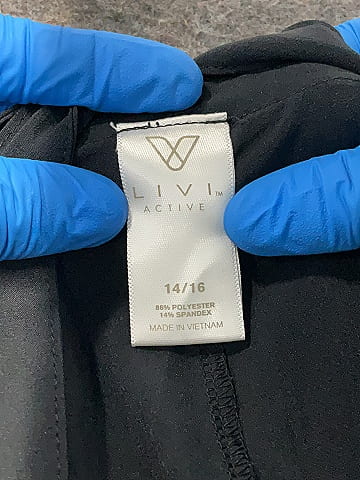 LIVI™
ACTIVE
14/16
86% POLYESTER
14% SPANDEX
MADE IN VIETNAM